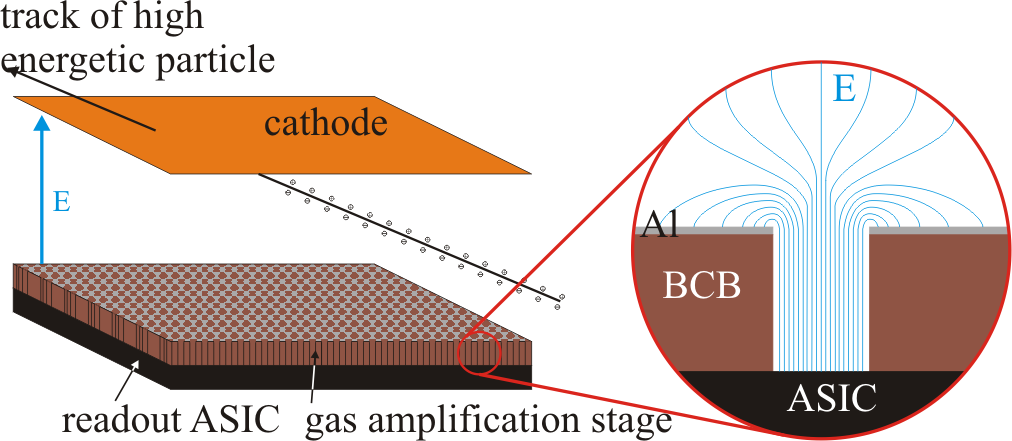 track of high
energetic particle
cathode
E
E
Al
BCB
ASIC
readout ASIC
gas amplification stage